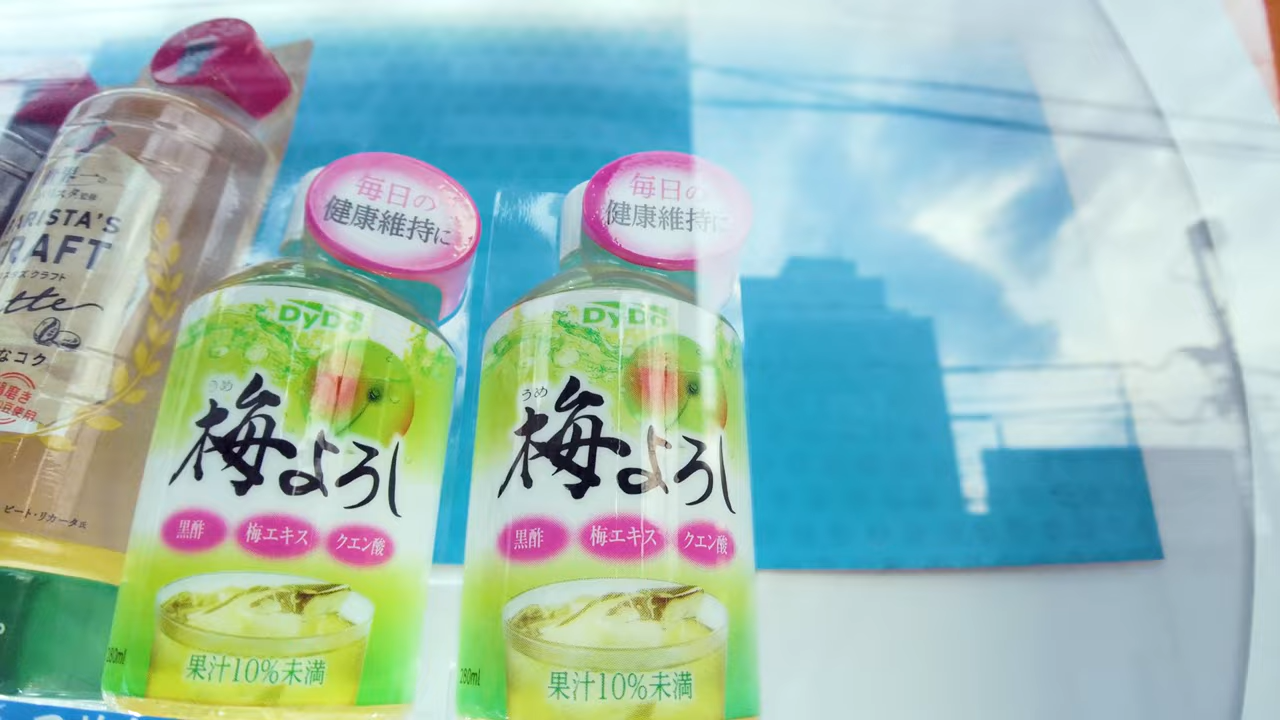 ARISTA'S
RAFT
クラフト
tte
なコク
ピート・リカータ氏
毎日の
健康維持に
DyDo
うめ
梅よろし
黒酢 梅エキス クエン酸
果汁10%未満
280ml
毎日の
健康維持に
DyDo
うめ
梅よろし
黒酢 梅エキス クエン酸
果汁10%未満
280ml